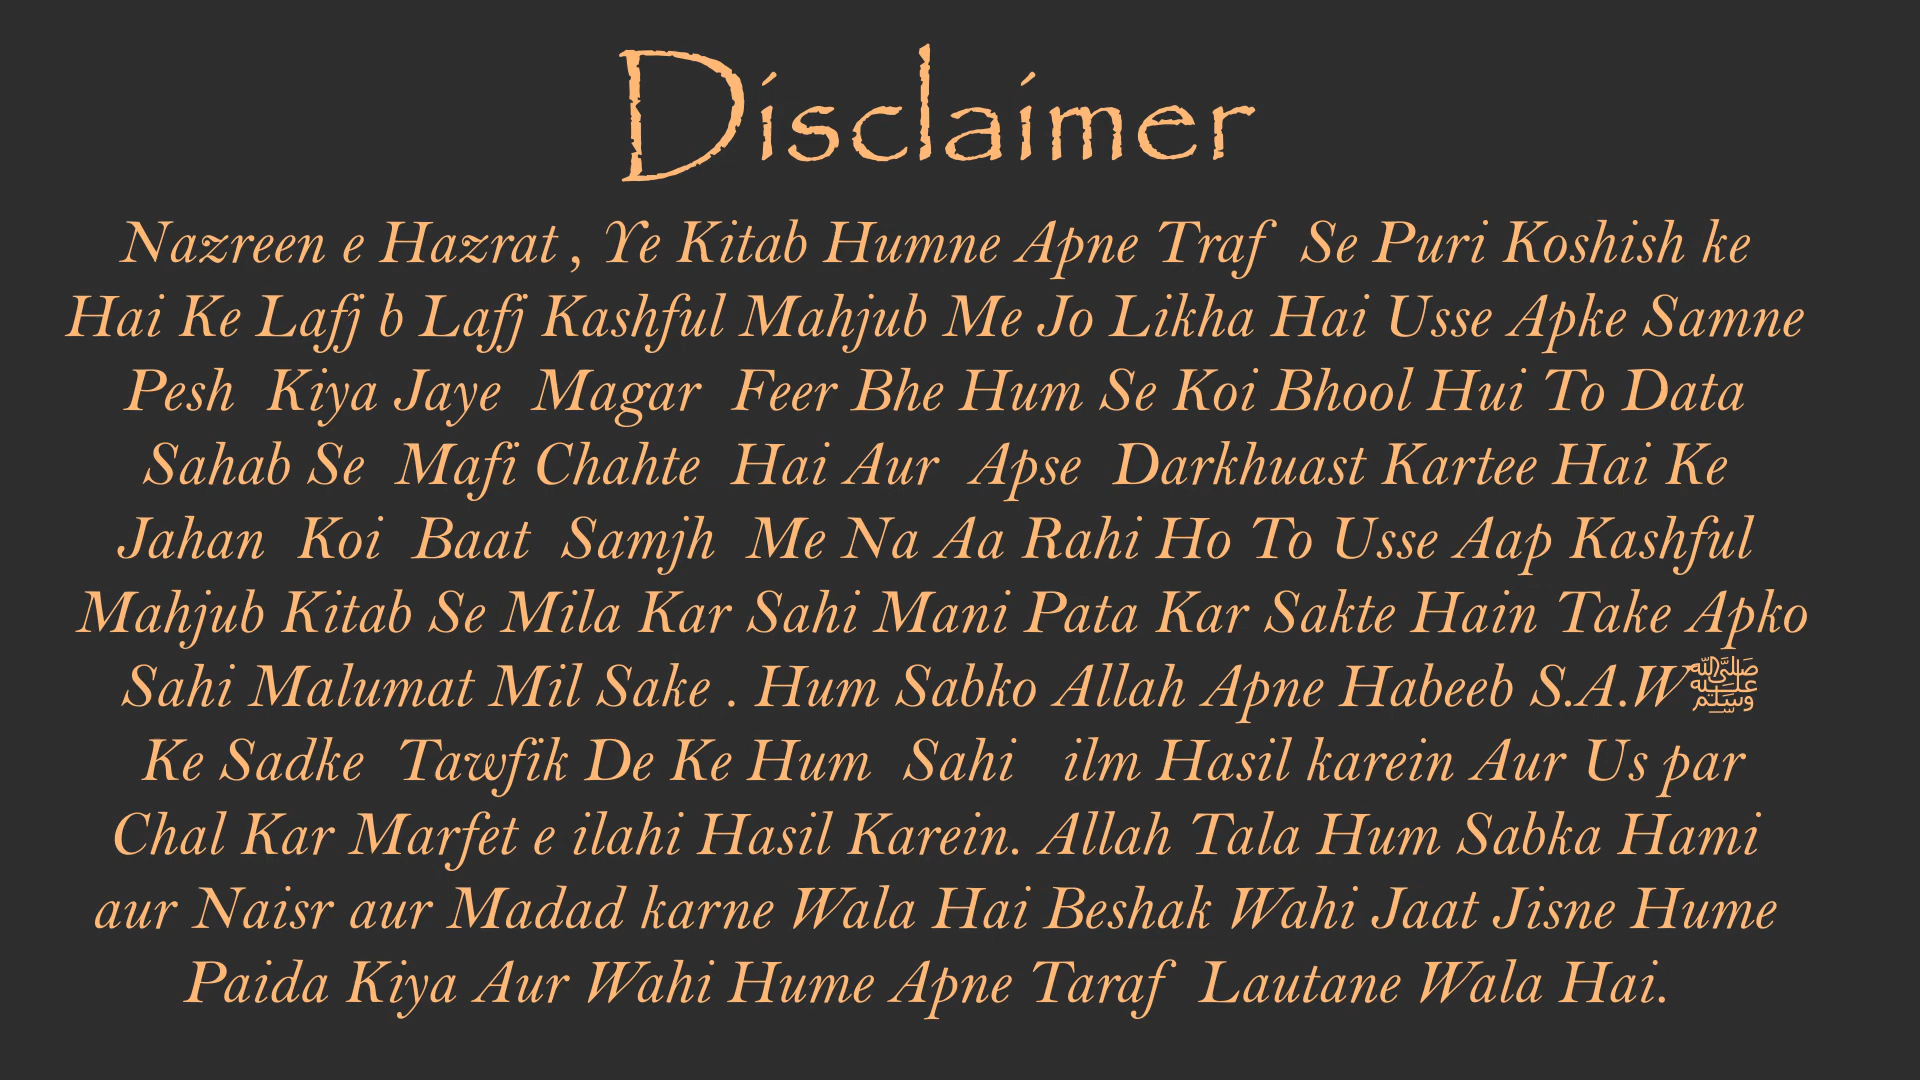 Disclaimer
Nazreen e Hazrat , Ye Kitab Humne Apne Traf Se Puri Koshish ke
Hai Ke Lafj b Lafj Kashful Mahjub Me Jo Likha Hai Usse Apke Samne
Pesh Kiya Jaye Magar Feer Bhe Hum Se Koi Bhool Hui To Data
Sahab Se Mafi Chahte Hai Aur Apse Darkhuast Kartee Hai Ke
Jahan Koi Baat Samjh Me Na Aa Rahi Ho To Usse Aap Kashful
Mahjub Kitab Se Mila Kar Sahi Mani Pata Kar Sakte Hain Take Apko
Sahi Malumat Mil Sake . Hum Sabko Allah Apne Habeeb S.A.Wﷺ
Ke Sadke Tawfik De Ke Hum Sahi ilm Hasil karein Aur Us par
Chal Kar Marfet e ilahi Hasil Karein. Allah Tala Hum Sabka Hami
aur Naisr aur Madad karne Wala Hai Beshak Wahi Jaat Jisne Hume
Paida Kiya Aur Wahi Hume Apne Taraf Lautane Wala Hai.